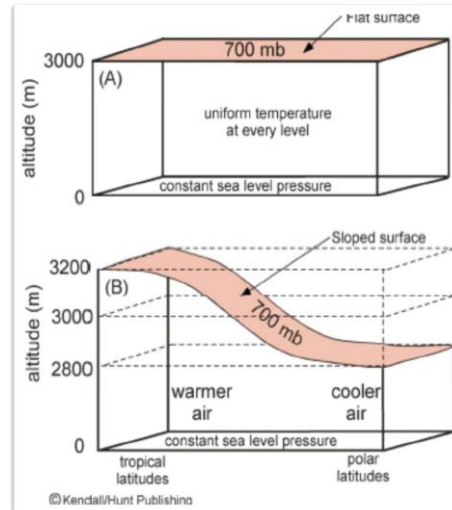 Flat surface
700 mb
3000
(A)
uniform temperature
at every level
altitude (m)
0
constant sea level pressure
Sloped surface
3200
(B)
3000
700 mb
2800
altitude (m)
warmer
air
cooler
air
0
constant sea level pressure
tropical
latitudes
polar
latitudes
©Kendall/Hunt Publishing